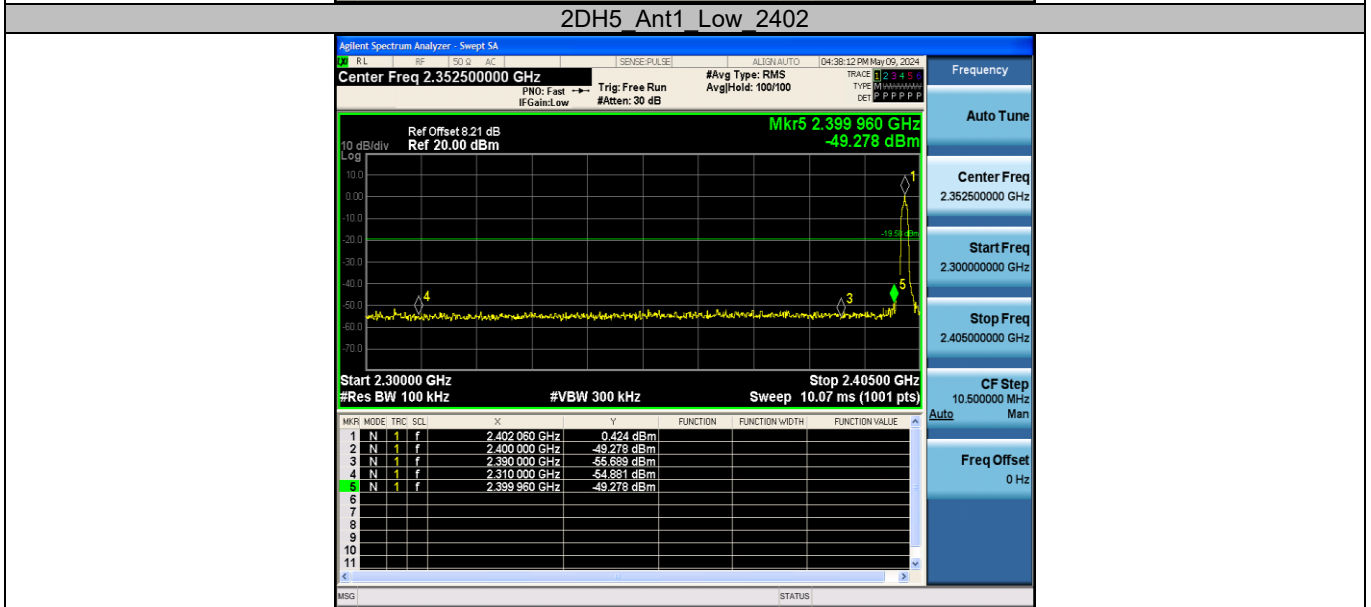 2DH5_Ant1_Low_2402
Agilent Spectrum Analyzer - Swept SA
RL RF 50 Ω AC SENSE:PULSE ALIGN AUTO 04:38:12 PM May 09, 2024
Center Freq 2.352500000 GHz
PNO: Fast
IFGain:Low
Trig: Free Run
#Atten: 30 dB
#Avg Type: RMS
Avg|Hold: 100/100
TRACE 1 2 3 4 5 6
TYPE M
DET P P P P P P
Mkr5 2.399 960 GHz
-49.278 dBm
Ref Offset 8.21 dB
10 dB/div Ref 20.00 dBm
Log
10.0
0.00
-10.0
-20.0
-30.0
-40.0
-50.0
-60.0
-70.0
1
5
4
3
Start 2.30000 GHz Stop 2.40500 GHz
#Res BW 100 kHz #VBW 300 kHz Sweep 10.07 ms (1001 pts)
MKR MODE TRC SCL X Y FUNCTION FUNCTION WIDTH FUNCTION VALUE
1 N 1 f 2.402 060 GHz 0.424 dBm
2 N 1 f 2.400 000 GHz -49.278 dBm
3 N 1 f 2.390 000 GHz -55.689 dBm
4 N 1 f 2.310 000 GHz -54.881 dBm
5 N 1 f 2.399 960 GHz -49.278 dBm
6
7
8
9
10
11
MSG STATUS
Frequency
Auto Tune
Center Freq
2.352500000 GHz
Start Freq
2.300000000 GHz
Stop Freq
2.405000000 GHz
CF Step
10.500000 MHz
Auto Man
Freq Offset
0 Hz